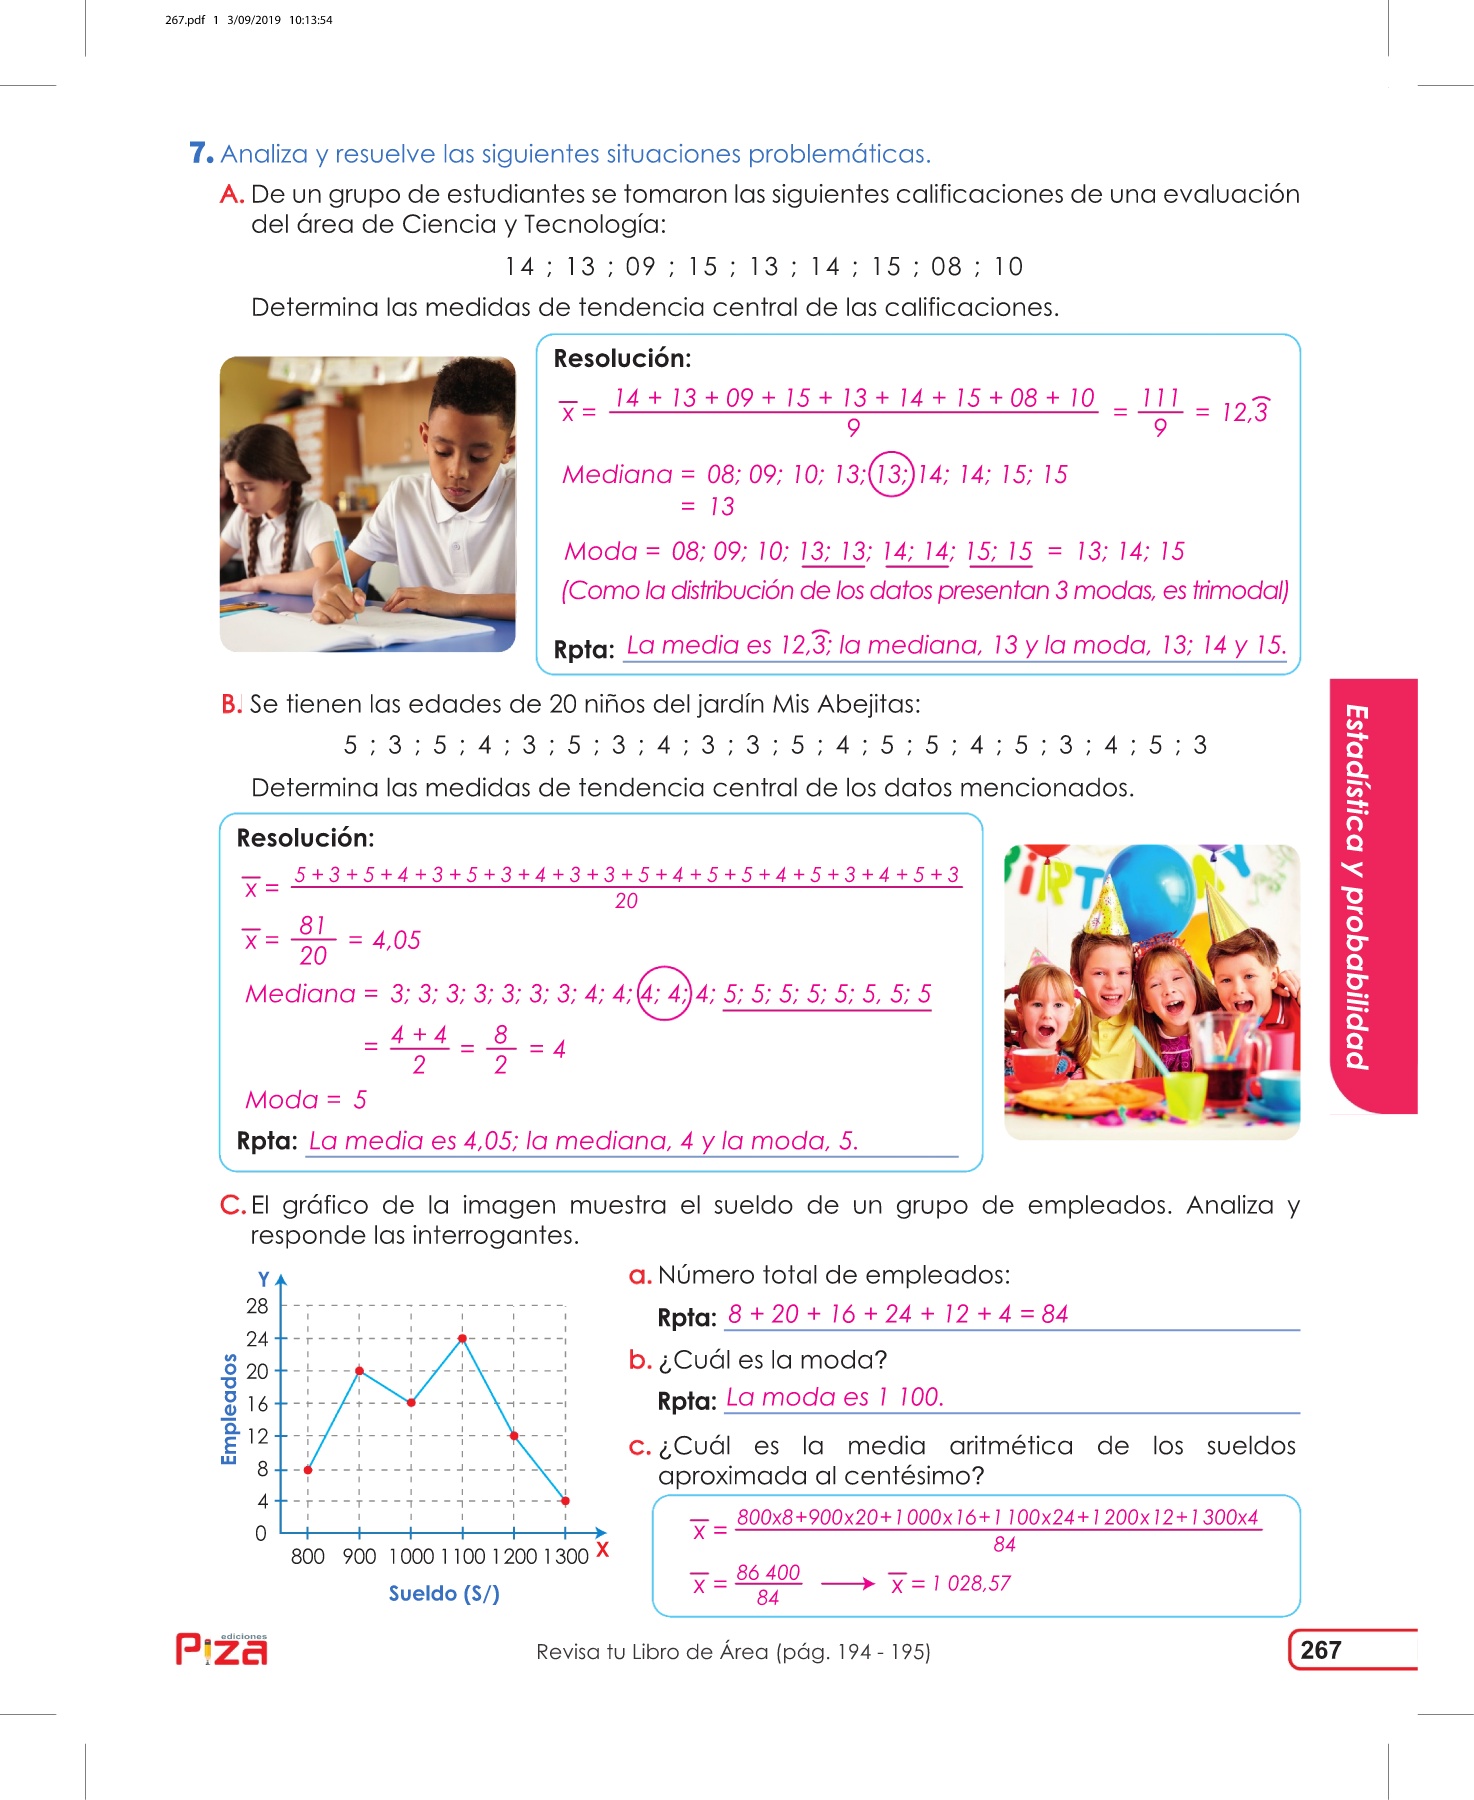 267.pdf 1 3/09/2019 10:13:54
7. Analiza y resuelve las siguientes situaciones problemáticas.
A. De un grupo de estudiantes se tomaron las siguientes calificaciones de una evaluación
del área de Ciencia y Tecnología:
14 ; 13 ; 09 ; 15 ; 13 ; 14 ; 15 ; 08 ; 10
Determina las medidas de tendencia central de las calificaciones.
Resolución:
x̅ = 14 + 13 + 09 + 15 + 13 + 14 + 15 + 08 + 10 / 9 = 111 / 9 = 12,3̑
Mediana = 08; 09; 10; 13; 13; 14; 14; 15; 15
= 13
Moda = 08; 09; 10; 13; 13; 14; 14; 15; 15 = 13; 14; 15
(Como la distribución de los datos presentan 3 modas, es trimodal)
Rpta: La media es 12,3̑; la mediana, 13 y la moda, 13; 14 y 15.
B. Se tienen las edades de 20 niños del jardín Mis Abejitas:
5 ; 3 ; 5 ; 4 ; 3 ; 5 ; 3 ; 4 ; 3 ; 3 ; 5 ; 4 ; 5 ; 5 ; 4 ; 5 ; 3 ; 4 ; 5 ; 3
Determina las medidas de tendencia central de los datos mencionados.
Resolución:
x̅ = 5 + 3 + 5 + 4 + 3 + 5 + 3 + 4 + 3 + 3 + 5 + 4 + 5 + 5 + 4 + 5 + 3 + 4 + 5 + 3 / 20
x̅ = 81 / 20 = 4,05
Mediana = 3; 3; 3; 3; 3; 3; 3; 4; 4; 4; 4; 4; 5; 5; 5; 5; 5; 5, 5; 5
= 4 + 4 / 2 = 8 / 2 = 4
Moda = 5
Rpta: La media es 4,05; la mediana, 4 y la moda, 5.
Estadística y probabilidad
C. El gráfico de la imagen muestra el sueldo de un grupo de empleados. Analiza y
responde las interrogantes.
Y
28
24
20
16
12
8
4
0
Empleados
800 900 1 000 1 100 1 200 1 300 X
Sueldo (S/)
a. Número total de empleados:
Rpta: 8 + 20 + 16 + 24 + 12 + 4 = 84
b. ¿Cuál es la moda?
Rpta: La moda es 1 100.
c. ¿Cuál es la media aritmética de los sueldos
aproximada al centésimo?
x̅ = 800x8+900x20+1 000x16+1 100x24+1 200x12+1 300x4 / 84
x̅ = 86 400 / 84 → x̅ = 1 028,57
ediciones
Piza
Revisa tu Libro de Área (pág. 194 - 195)
267